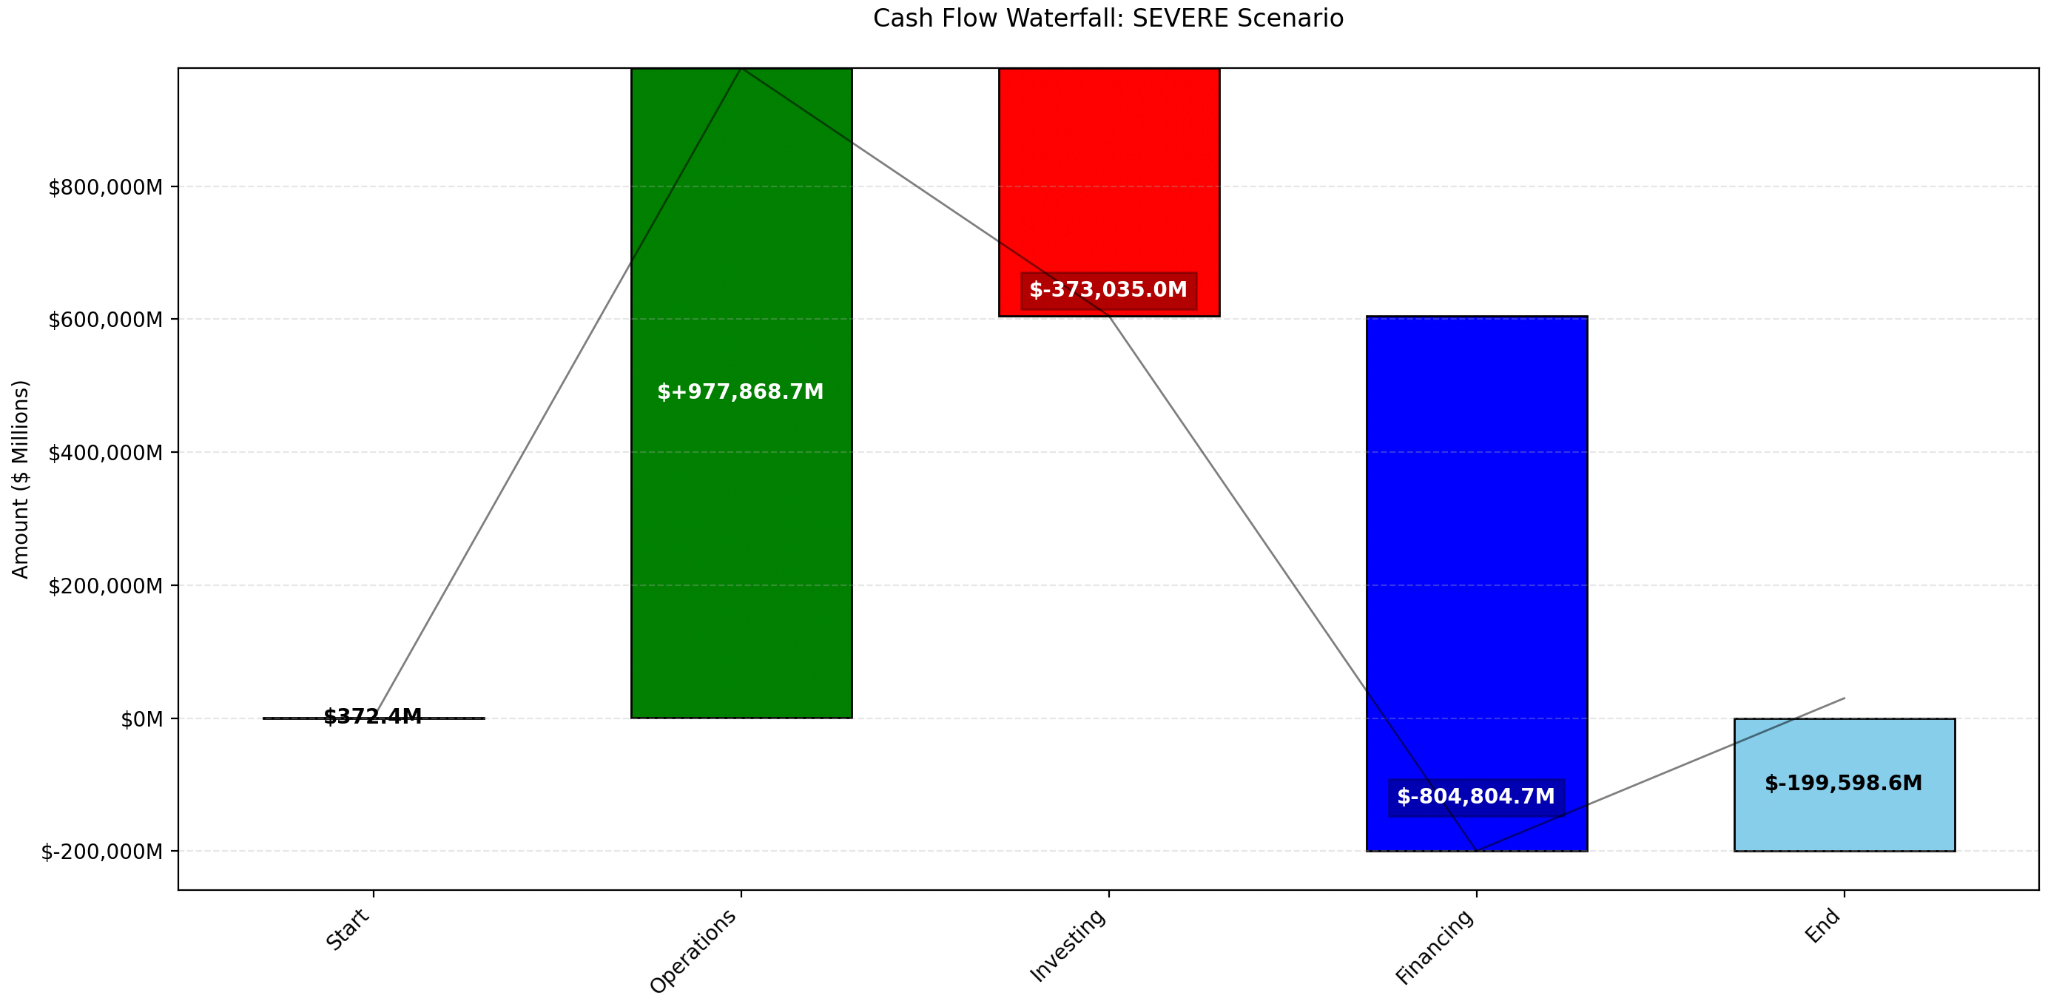 Cash Flow Waterfall: SEVERE Scenario
Amount ($ Millions)
$800,000M
$600,000M
$400,000M
$200,000M
$0M
$-200,000M
$372.4M
$+977,868.7M
$-373,035.0M
$-804,804.7M
$-199,598.6M
Start
Operations
Investing
Financing
End